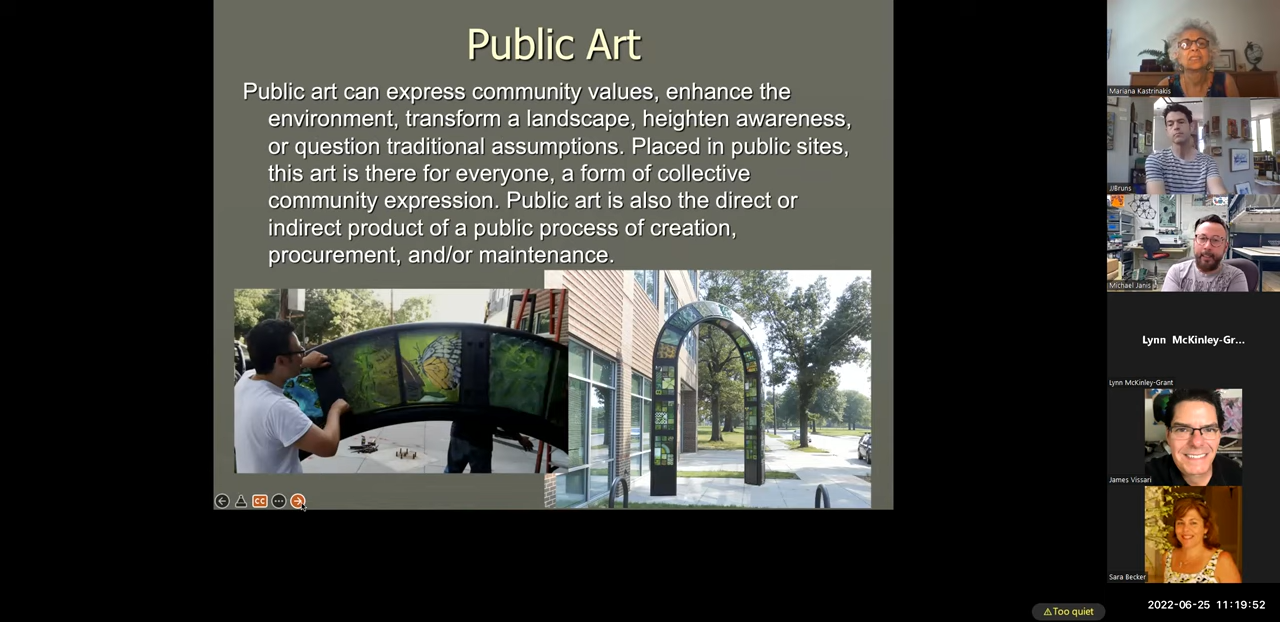 Public Art
Public art can express community values, enhance the
environment, transform a landscape, heighten awareness,
or question traditional assumptions. Placed in public sites,
this art is there for everyone, a form of collective
community expression. Public art is also the direct or
indirect product of a public process of creation,
procurement, and/or maintenance.
CC
Mariana Kastrinakis
JJBruns
Michael Janis
Lynn McKinley-Gr...
Lynn McKinley-Grant
James Vissari
Sara Becker
Too quiet
2022-06-25 11:19:52